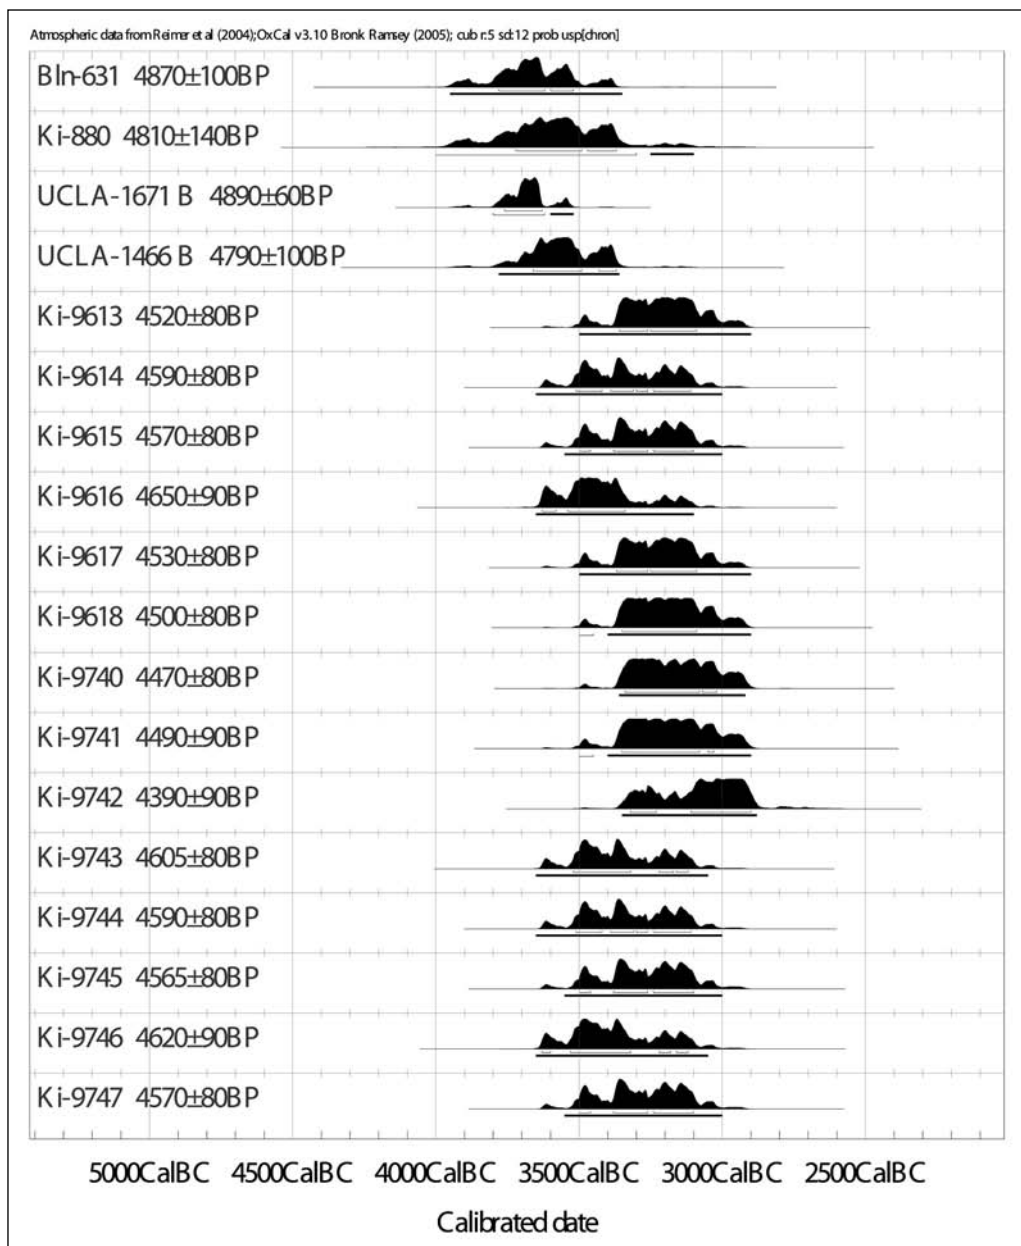 Atmospheric data from Reimer et al (2004);OxCal v3.10 Bronk Ramsey (2005); cub r:5 sd:12 prob usp[chron]
Bln-631 4870±100BP
Ki-880 4810±140BP
UCLA-1671 B 4890±60BP
UCLA-1466 B 4790±100BP
Ki-9613 4520±80BP
Ki-9614 4590±80BP
Ki-9615 4570±80BP
Ki-9616 4650±90BP
Ki-9617 4530±80BP
Ki-9618 4500±80BP
Ki-9740 4470±80BP
Ki-9741 4490±90BP
Ki-9742 4390±90BP
Ki-9743 4605±80BP
Ki-9744 4590±80BP
Ki-9745 4565±80BP
Ki-9746 4620±90BP
Ki-9747 4570±80BP
5000CalBC 4500CalBC 4000CalBC 3500CalBC 3000CalBC 2500CalBC
Calibrated date